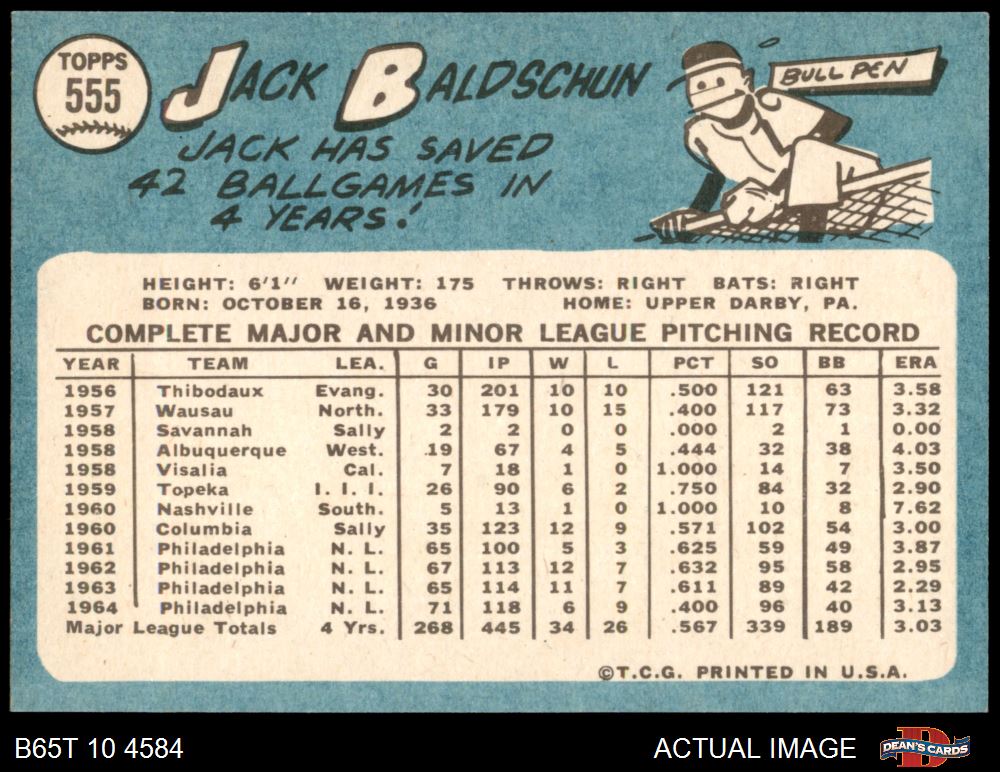 TOPPS
555
JACK BALDSCHUN
JACK HAS SAVED
42 BALLGAMES IN
4 YEARS!
BULL PEN
HEIGHT: 6'1" WEIGHT: 175 THROWS: RIGHT BATS: RIGHT
BORN: OCTOBER 16, 1936 HOME: UPPER DARBY, PA.
COMPLETE MAJOR AND MINOR LEAGUE PITCHING RECORD
YEAR TEAM LEA. G IP W L PCT SO BB ERA
1956 Thibodaux Evang. 30 201 10 10 .500 121 63 3.58
1957 Wausau North. 33 179 10 15 .400 117 73 3.32
1958 Savannah Sally 2 2 0 0 .000 2 1 0.00
1958 Albuquerque West. 19 67 4 5 .444 32 38 4.03
1958 Visalia Cal. 7 18 1 0 1.000 14 7 3.50
1959 Topeka I. I. I. 26 90 6 2 .750 84 32 2.90
1960 Nashville South. 5 13 1 0 1.000 10 8 7.62
1960 Columbia Sally 35 123 12 9 .571 102 54 3.00
1961 Philadelphia N. L. 65 100 5 3 .625 59 49 3.87
1962 Philadelphia N. L. 67 113 12 7 .632 95 58 2.95
1963 Philadelphia N. L. 65 114 11 7 .611 89 42 2.29
1964 Philadelphia N. L. 71 118 6 9 .400 96 40 3.13
Major League Totals 4 Yrs. 268 445 34 26 .567 339 189 3.03
©T.C.G. PRINTED IN U.S.A.
B65T 10 4584 ACTUAL IMAGE
D
DEAN'S CARDS